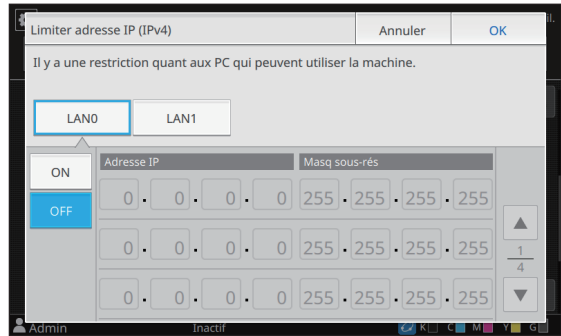 Limiter adresse IP (IPv4) Annuler OK
il.
Il y a une restriction quant aux PC qui peuvent utiliser la machine.
LAN0 LAN1
ON Adresse IP Masq sous-rés
OFF
0. 0. 0. 0 255. 255. 255. 255
0. 0. 0. 0 255. 255. 255. 255
1
4
0. 0. 0. 0 255. 255. 255. 255
Admin Inactif K C M Y G